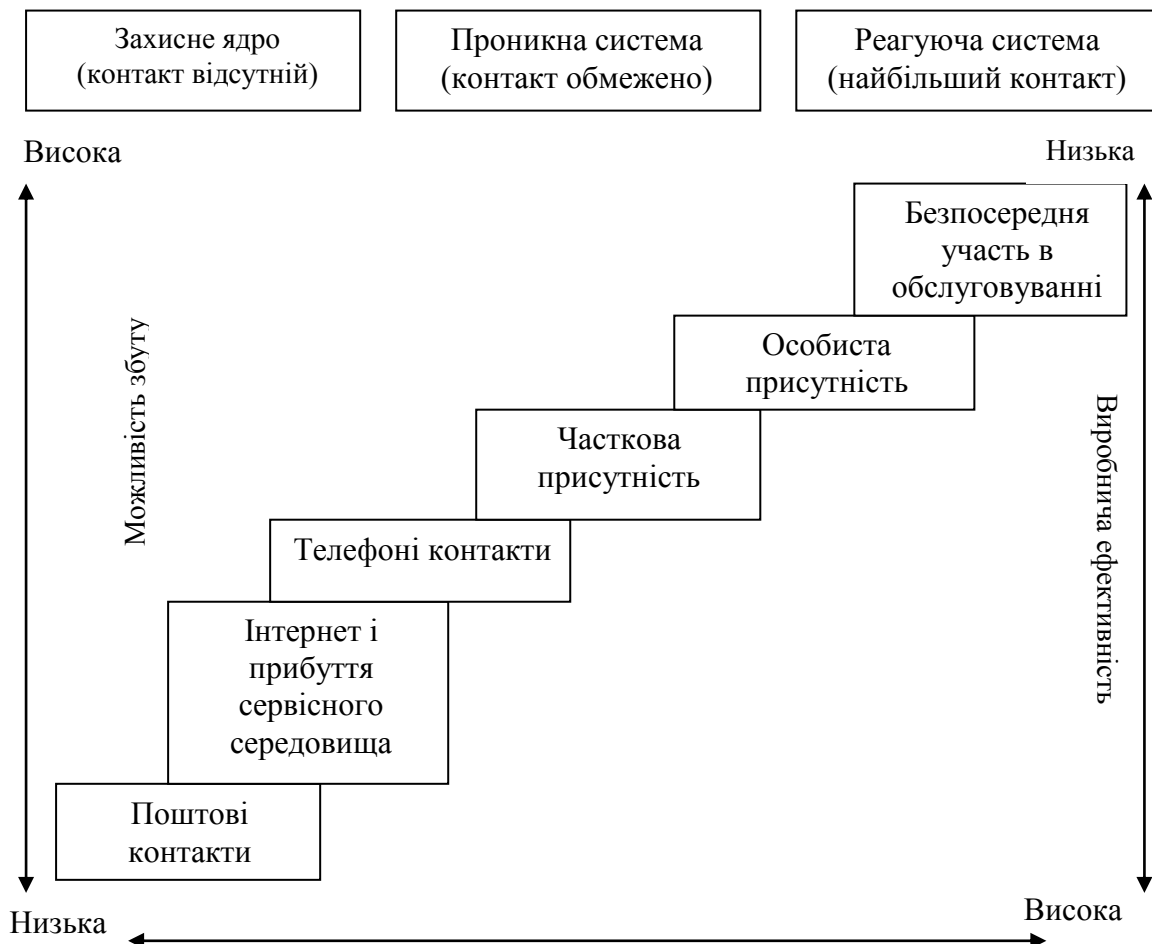 Захисне ядро
(контакт відсутній)
Проникна система
(контакт обмежено)
Реагуюча система
(найбільший контакт)
Висока
Низька
Безпосередня
участь в
обслуговуванні
Особиста
присутність
Можливість збуту
Виробнича ефективність
Часткова
присутність
Телефоні контакти
Інтернет і
прибуття
сервісного
середовища
Поштові
контакти
Низька
Висока